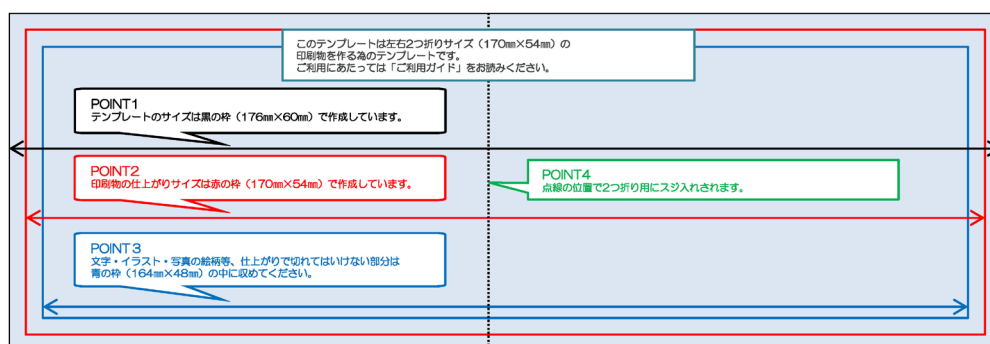 このテンプレートは左右2つ折りサイズ（170㎜×54㎜）の
印刷物を作る為のテンプレートです。
ご利用にあたっては「ご利用ガイド」をお読みください。
POINT1
テンプレートのサイズは黒の枠（176㎜×60㎜）で作成しています。
POINT2
印刷物の仕上がりサイズは赤の枠（170㎜×54㎜）で作成しています。
POINT4
点線の位置で2つ折り用にスジ入れされます。
POINT3
文字・イラスト・写真の絵柄等、仕上がりで切れてはいけない部分は
青の枠（164㎜×48㎜）の中に収めてください。